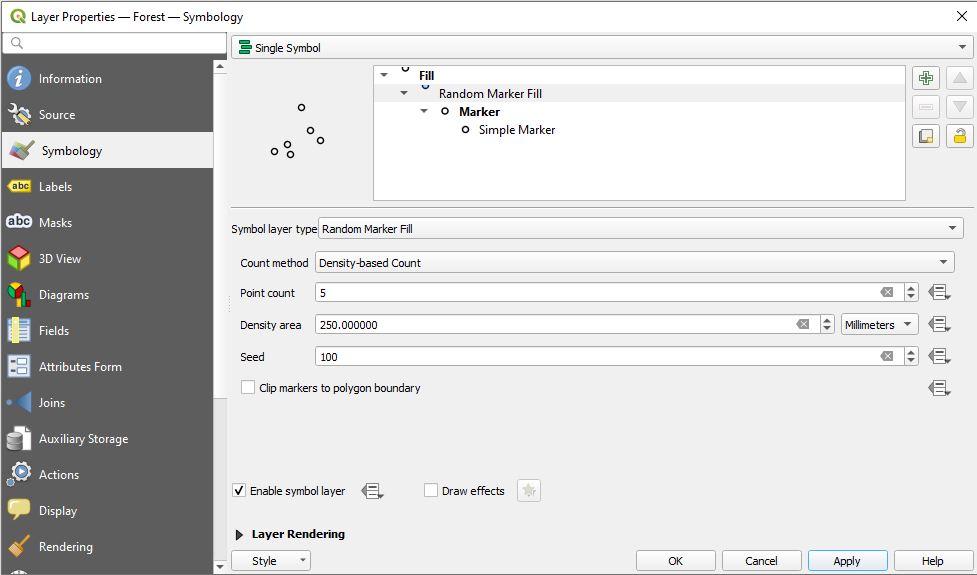 Layer Properties — Forest — Symbology
Single Symbol
Information
Source
Symbology
abc Labels
abc Masks
3D View
Diagrams
Fields
Attributes Form
Joins
Auxiliary Storage
Actions
Display
Rendering
Fill
Random Marker Fill
Marker
Simple Marker
Symbol layer type Random Marker Fill
Count method Density-based Count
Point count 5
Density area 250.000000 Millimeters
Seed 100
Clip markers to polygon boundary
Enable symbol layer Draw effects
Layer Rendering
Style OK Cancel Apply Help